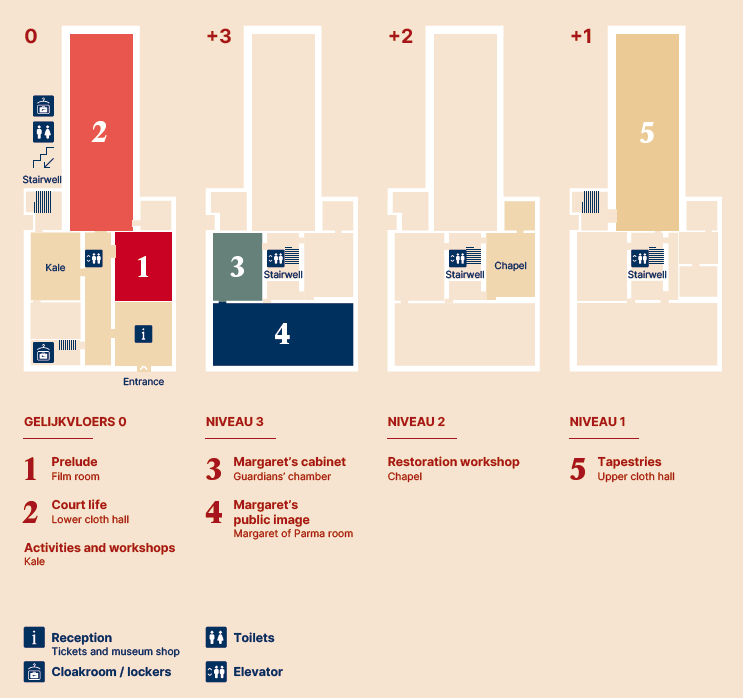 0
+3
+2
+1
2
5
Stairwell
Kale
1
3
Stairwell
Stairwell
Chapel
Stairwell
i
4
Entrance
GELIJKVLOERS 0
1 Prelude
Film room
2 Court life
Lower cloth hall
Activities and workshops
Kale
NIVEAU 3
3 Margaret’s cabinet
Guardians’ chamber
4 Margaret’s
public image
Margaret of Parma room
NIVEAU 2
Restoration workshop
Chapel
NIVEAU 1
5 Tapestries
Upper cloth hall
i Reception
Tickets and museum shop
Cloakroom / lockers
Toilets
Elevator